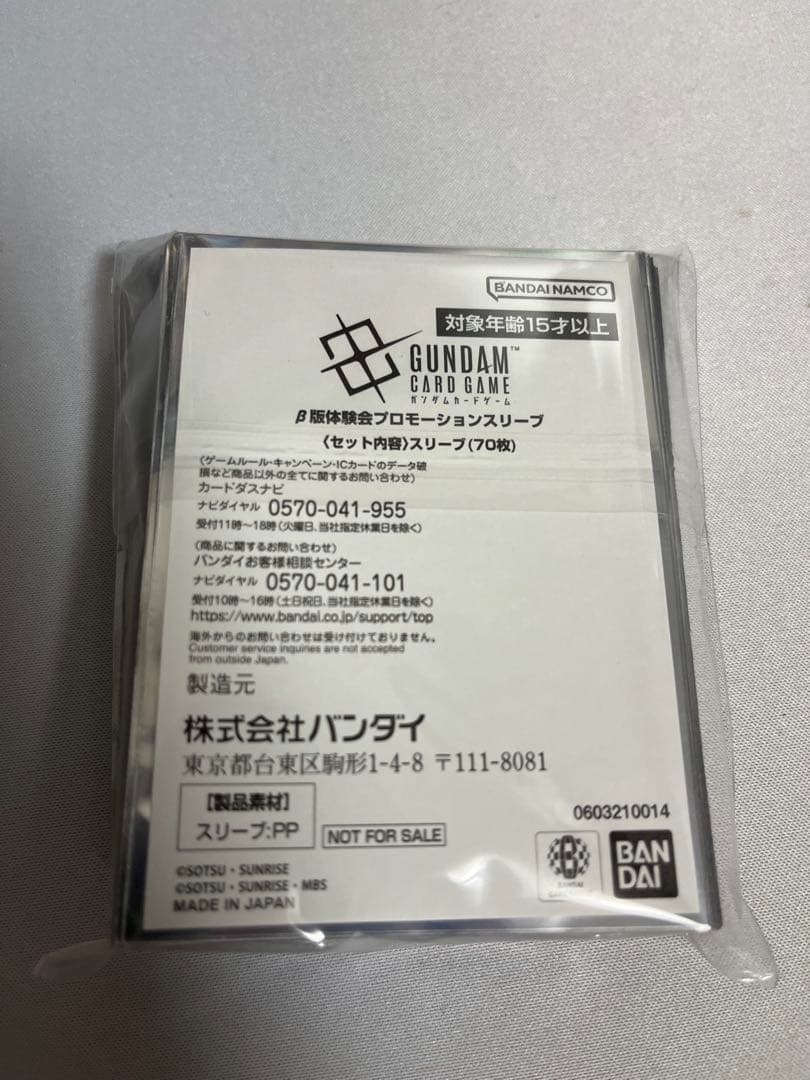 BANDAI NAMCO
対象年齢15才以上
GUNDAM™
CARD GAME
ガンダムカードゲーム
β版体験会プロモーションスリーブ
〈セット内容〉スリーブ(70枚)
(ゲームルール・キャンペーン・ICカードのデータ破
損など商品以外の全てに関するお問い合わせ)
カードダスナビ
ナビダイヤル 0570-041-955
受付11時～18時(火曜日、当社指定休業日を除く)
(商品に関するお問い合わせ)
バンダイお客様相談センター
ナビダイヤル 0570-041-101
受付10時～16時(土日祝日、当社指定休業日を除く)
https://www.bandai.co.jp/support/top
海外からのお問い合わせは受け付けておりません。
Customer service inquiries are not accepted
from outside Japan.
製造元
株式会社バンダイ
東京都台東区駒形1-4-8 〒111-8081
【製品素材】
スリーブ:PP
NOT FOR SALE
0603210014
©SOTSU・SUNRISE
©SOTSU・SUNRISE・MBS
MADE IN JAPAN
BANDAI
BAN
DAI